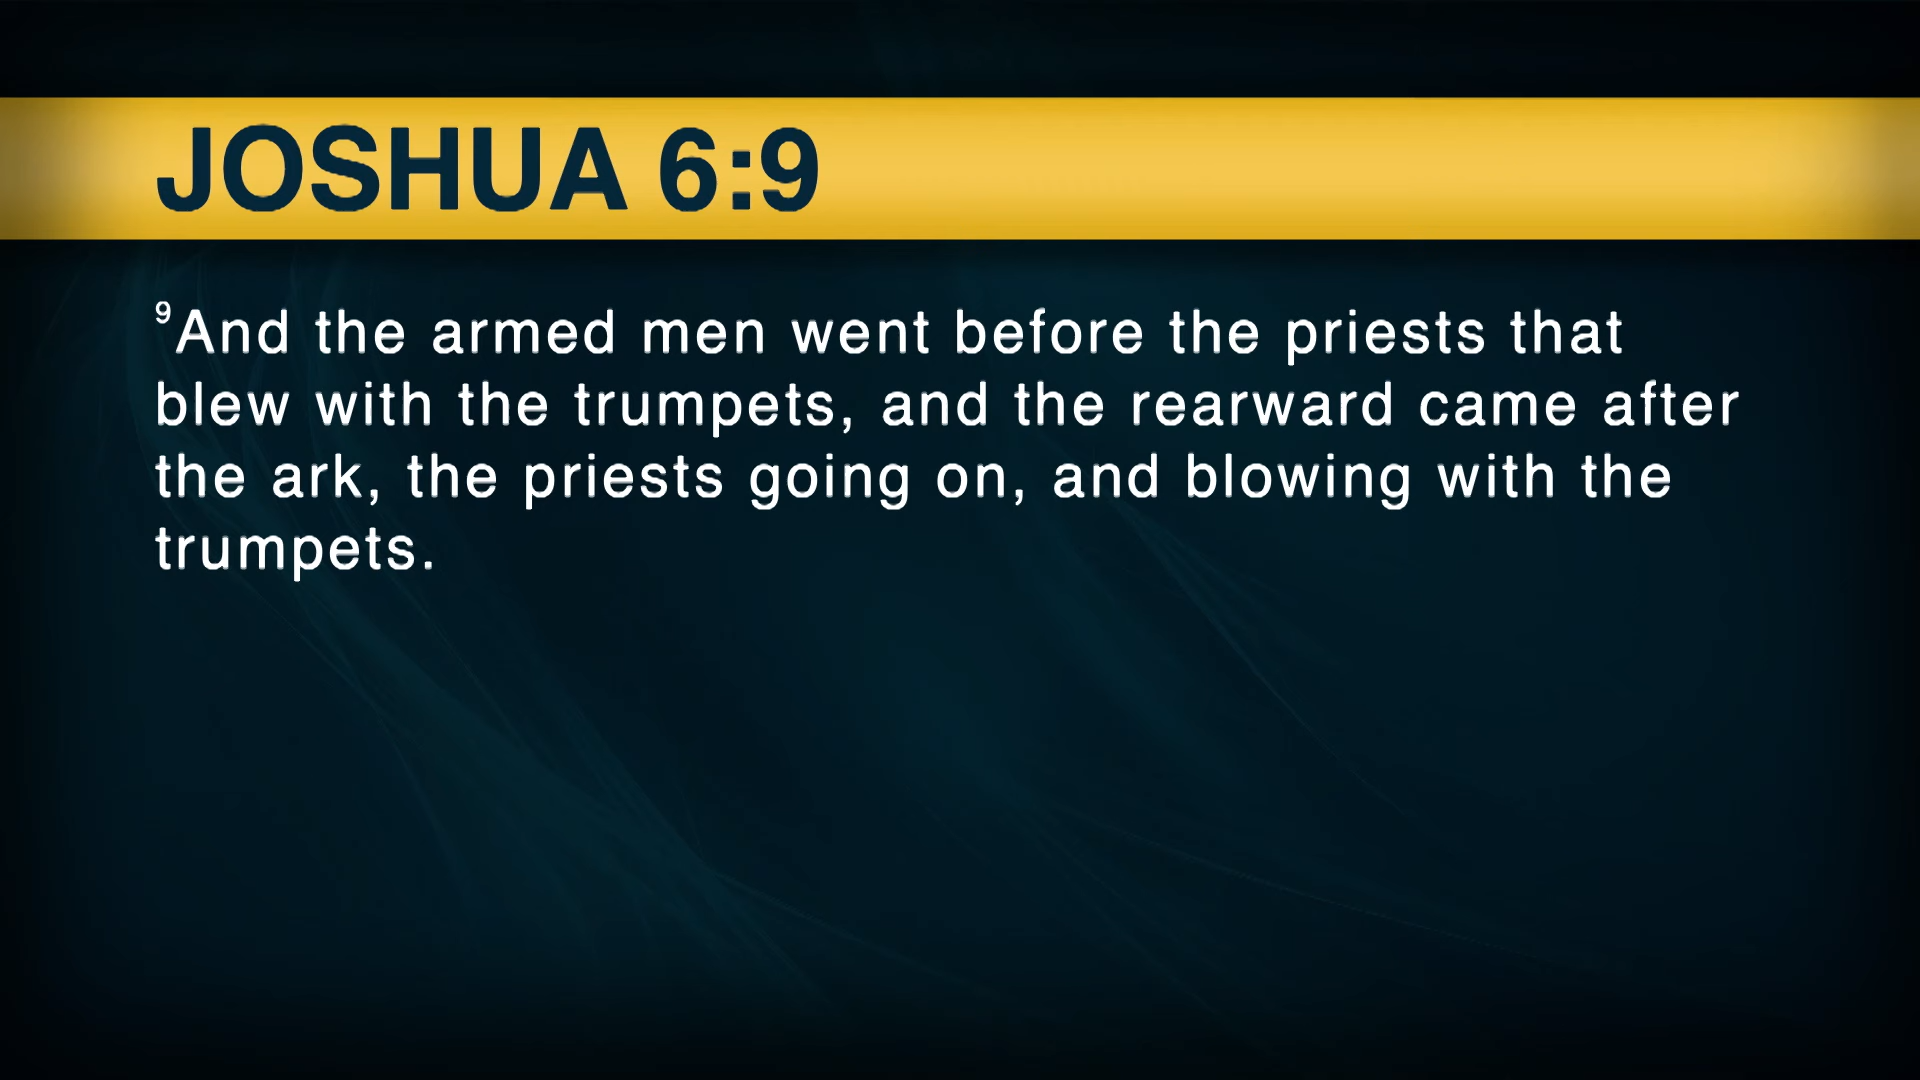 JOSHUA 6:9
⁹And the armed men went before the priests that
blew with the trumpets, and the rearward came after
the ark, the priests going on, and blowing with the
trumpets.